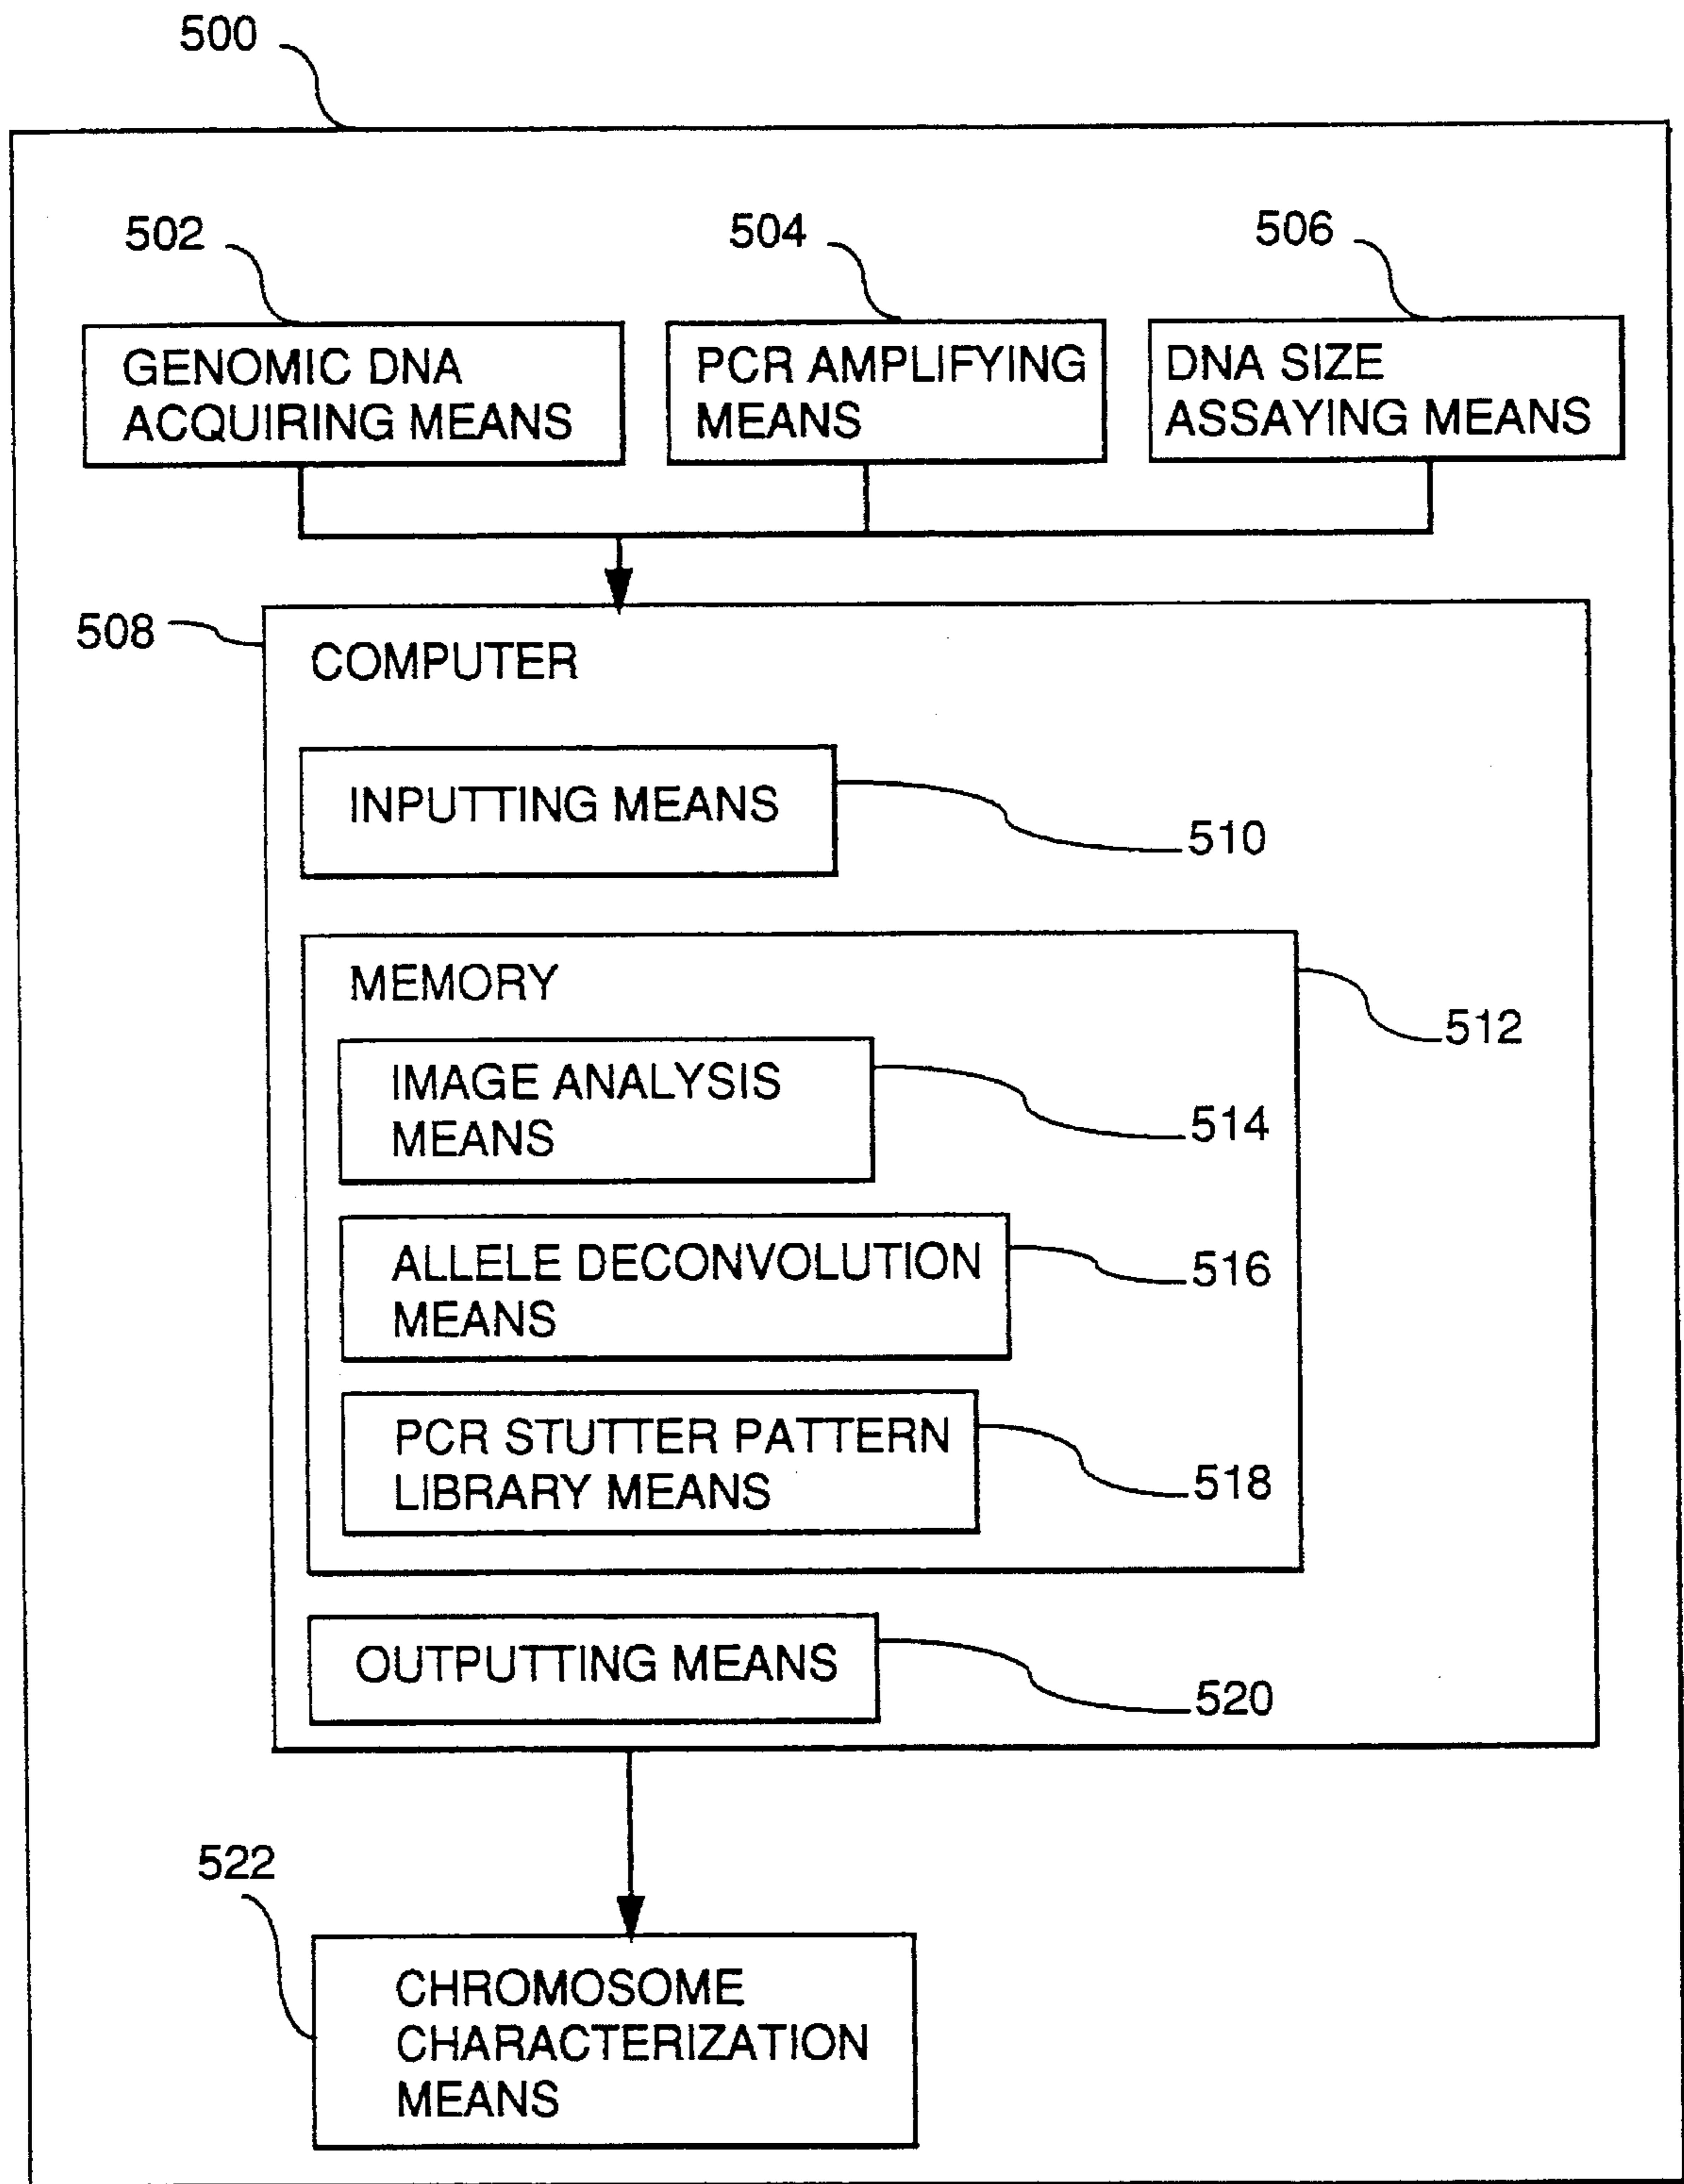 500
502
504
506
GENOMIC DNA
ACQUIRING MEANS
PCR AMPLIFYING
MEANS
DNA SIZE
ASSAYING MEANS
508
COMPUTER
INPUTTING MEANS
510
MEMORY
512
IMAGE ANALYSIS
MEANS
514
ALLELE DECONVOLUTION
MEANS
516
PCR STUTTER PATTERN
LIBRARY MEANS
518
OUTPUTTING MEANS
520
522
CHROMOSOME
CHARACTERIZATION
MEANS